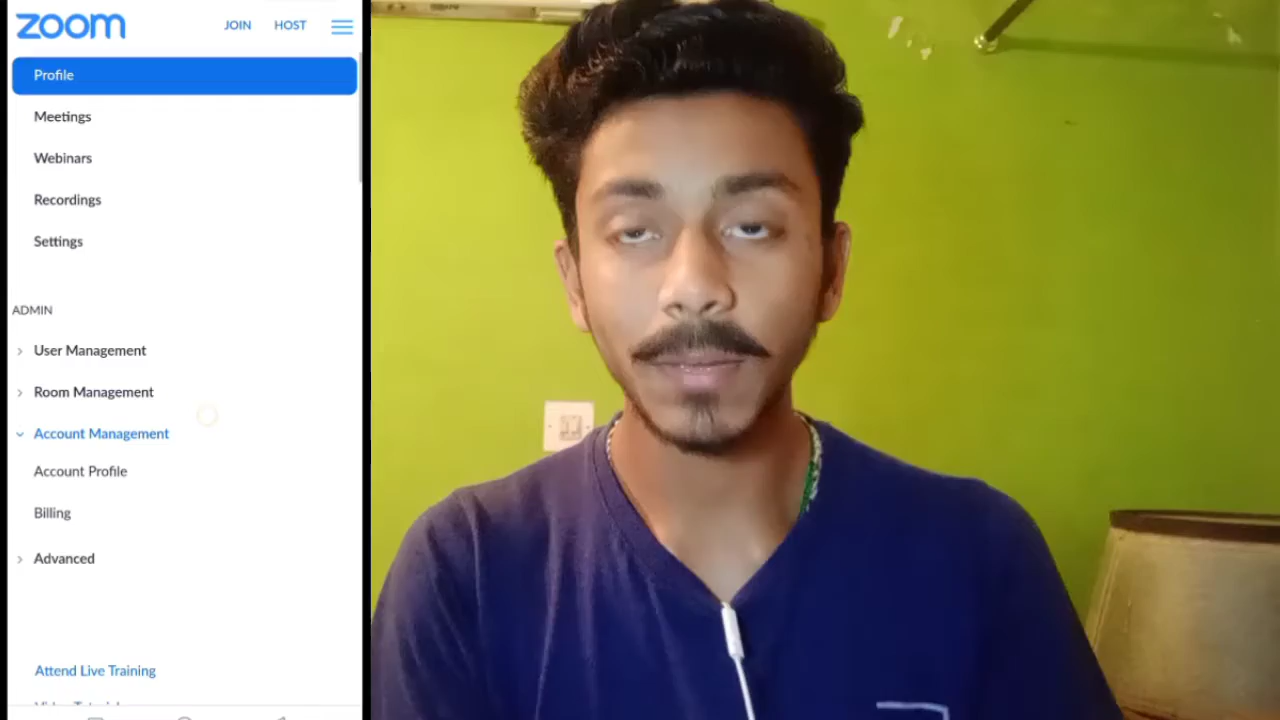 zoom JOIN HOST
Profile
Meetings
Webinars
Recordings
Settings
ADMIN
User Management
Room Management
Account Management
Account Profile
Billing
Advanced
Attend Live Training